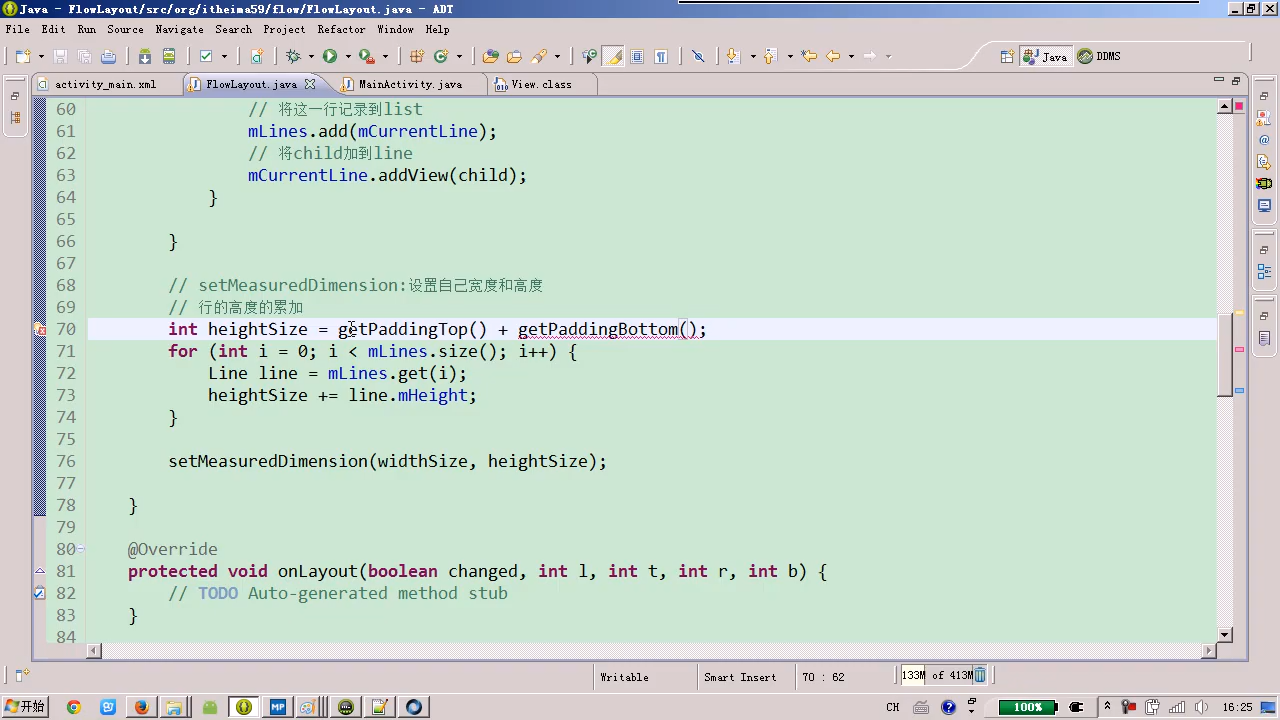 Java - FlowLayout/src/org/itheima59/flow/FlowLayout.java - ADT
File Edit Run Source Navigate Search Project Refactor Window Help
Java DDMS
activity_main.xml FlowLayout.java MainActivity.java View.class
60 // 将这一行记录到list
61 mLines.add(mCurrentLine);
62 // 将child加到line
63 mCurrentLine.addView(child);
64 }
65
66 }
67
68 // setMeasuredDimension:设置自己宽度和高度
69 // 行的高度的累加
70 int heightSize = getPaddingTop() + getPaddingBottom();
71 for (int i = 0; i < mLines.size(); i++) {
72 Line line = mLines.get(i);
73 heightSize += line.mHeight;
74 }
75
76 setMeasuredDimension(widthSize, heightSize);
77
78 }
79
80 @Override
81 protected void onLayout(boolean changed, int l, int t, int r, int b) {
82 // TODO Auto-generated method stub
83 }
84
Writable Smart Insert 70 : 62 133M of 413M
开始 MP CH 100% 16:25